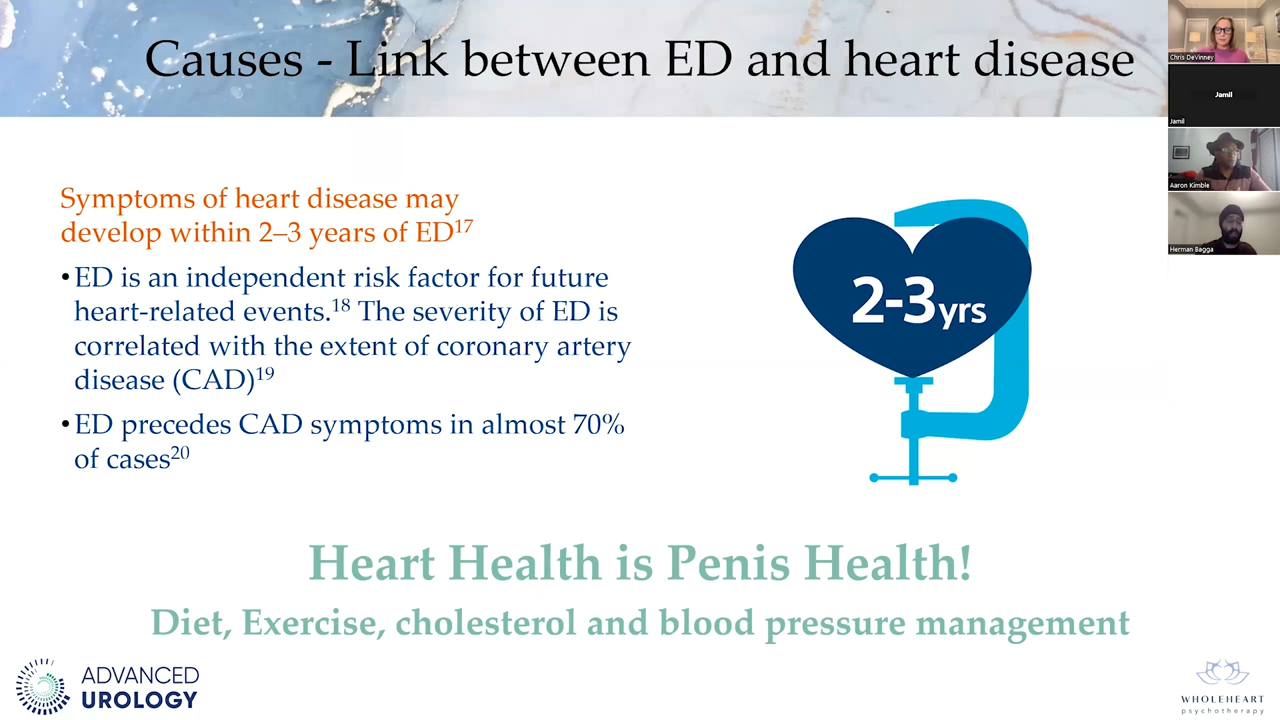 Causes - Link between ED and heart disease
Symptoms of heart disease may
develop within 2–3 years of ED17
•ED is an independent risk factor for future
heart-related events.18 The severity of ED is
correlated with the extent of coronary artery
disease (CAD)19
•ED precedes CAD symptoms in almost 70%
of cases20
2-3yrs
Heart Health is Penis Health!
Diet, Exercise, cholesterol and blood pressure management
ADVANCED
UROLOGY
WHOLEHEART
psychotherapy
Chris DeVinney
Jamil
Jamil
Aaron Kimble
Herman Bagga